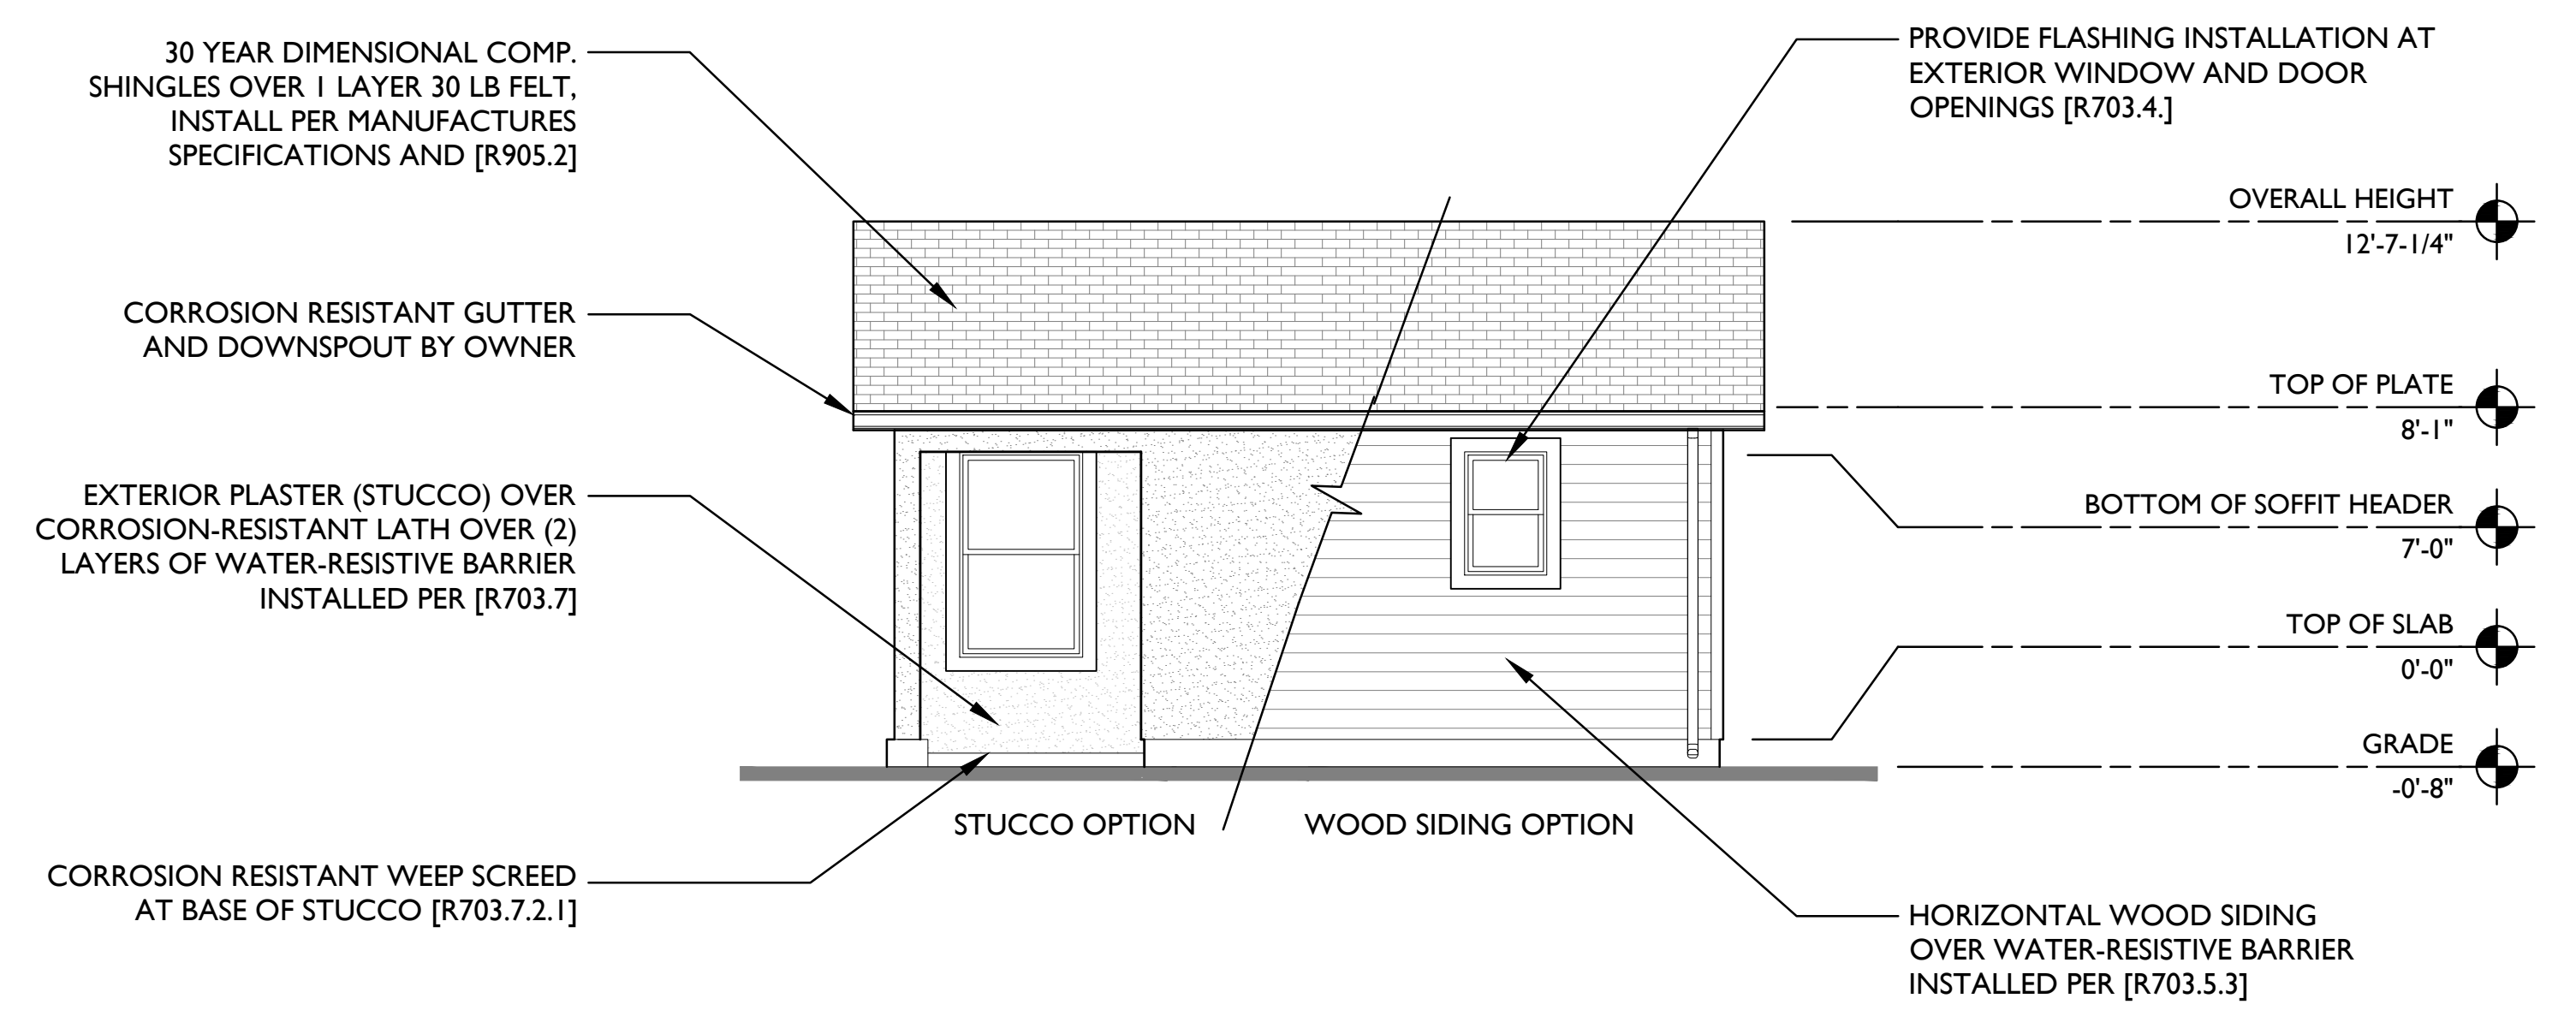 30 YEAR DIMENSIONAL COMP.
SHINGLES OVER 1 LAYER 30 LB FELT,
INSTALL PER MANUFACTURES
SPECIFICATIONS AND [R905.2]
CORROSION RESISTANT GUTTER
AND DOWNSPOUT BY OWNER
EXTERIOR PLASTER (STUCCO) OVER
CORROSION-RESISTANT LATH OVER (2)
LAYERS OF WATER-RESISTIVE BARRIER
INSTALLED PER [R703.7]
CORROSION RESISTANT WEEP SCREED
AT BASE OF STUCCO [R703.7.2.1]
STUCCO OPTION
WOOD SIDING OPTION
PROVIDE FLASHING INSTALLATION AT
EXTERIOR WINDOW AND DOOR
OPENINGS [R703.4.]
OVERALL HEIGHT
12'-7-1/4"
TOP OF PLATE
8'-1"
BOTTOM OF SOFFIT HEADER
7'-0"
TOP OF SLAB
0'-0"
GRADE
-0'-8"
HORIZONTAL WOOD SIDING
OVER WATER-RESISTIVE BARRIER
INSTALLED PER [R703.5.3]